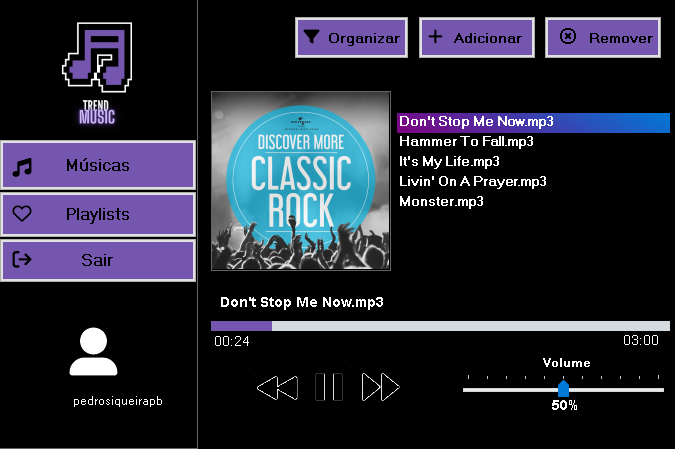 TREND
MUSIC
Músicas
Playlists
Sair
pedrosiqueirapb
Organizar
Adicionar
Remover
UNIVERSAL
DISCOVER MORE
CLASSIC
ROCK
Don't Stop Me Now.mp3
Hammer To Fall.mp3
It's My Life.mp3
Livin' On A Prayer.mp3
Monster.mp3
Don't Stop Me Now.mp3
00:24
03:00
Volume
50%